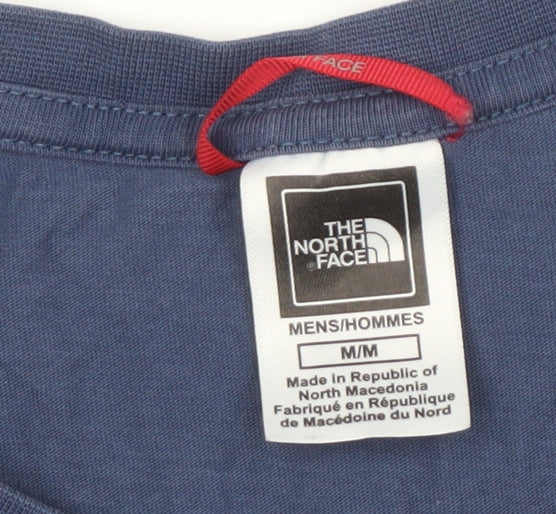 FACE
THE
NORTH
FACE
MENS/HOMMES
M/M
Made in Republic of
North Macedonia
Fabriqué en République
de Macédoine du Nord